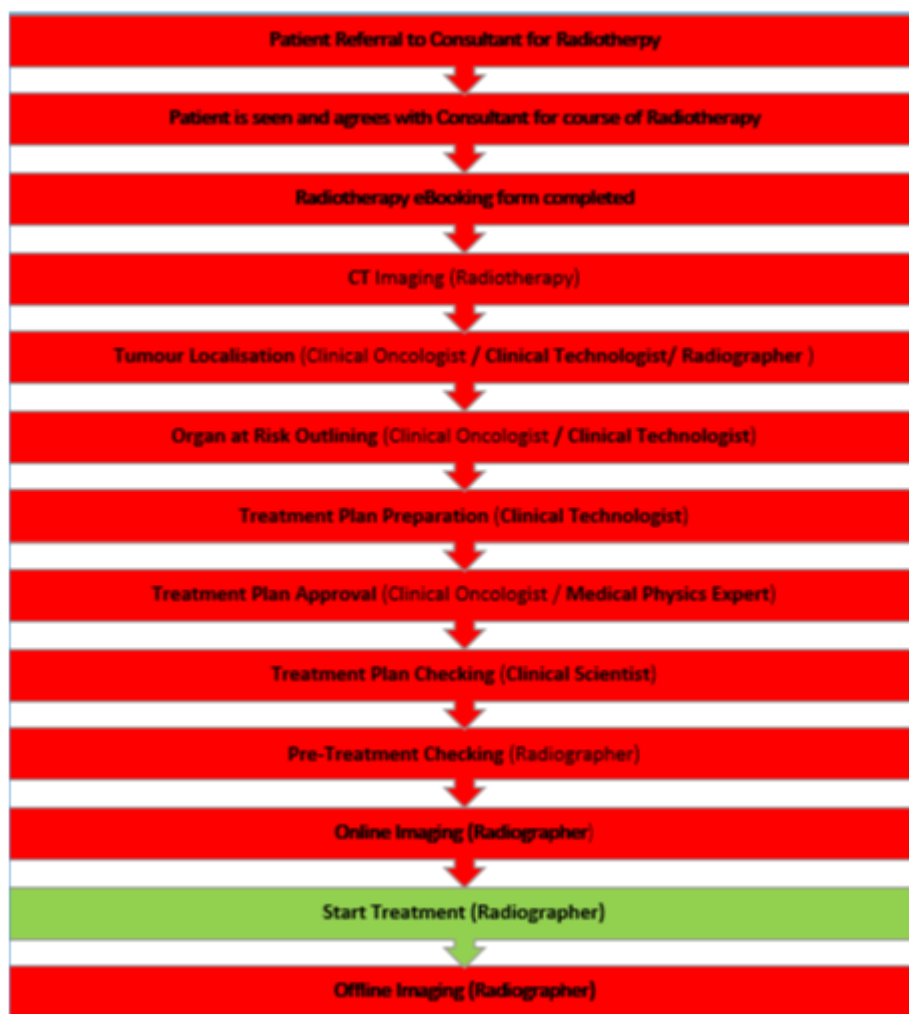 Patient Referral to Consultant for Radiotherpy
Patient is seen and agrees with Consultant for course of Radiotherapy
Radiotherapy eBooking form completed
CT Imaging (Radiotherapy)
Tumour Localisation (Clinical Oncologist / Clinical Technologist/ Radiographer )
Organ at Risk Outlining (Clinical Oncologist / Clinical Technologist)
Treatment Plan Preparation (Clinical Technologist)
Treatment Plan Approval (Clinical Oncologist / Medical Physics Expert)
Treatment Plan Checking (Clinical Scientist)
Pre-Treatment Checking (Radiographer)
Online Imaging (Radiographer)
Start Treatment (Radiographer)
Offline Imaging (Radiographer)